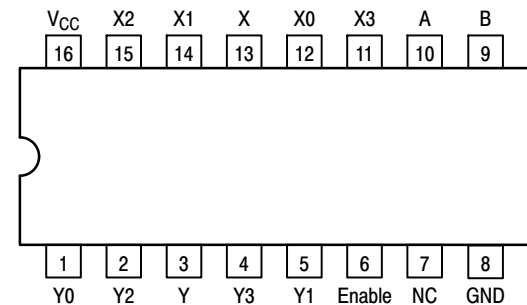 V_CC X2 X1 X X0 X3 A B
16 15 14 13 12 11 10 9
1 2 3 4 5 6 7 8
Y0 Y2 Y Y3 Y1 Enable NC GND